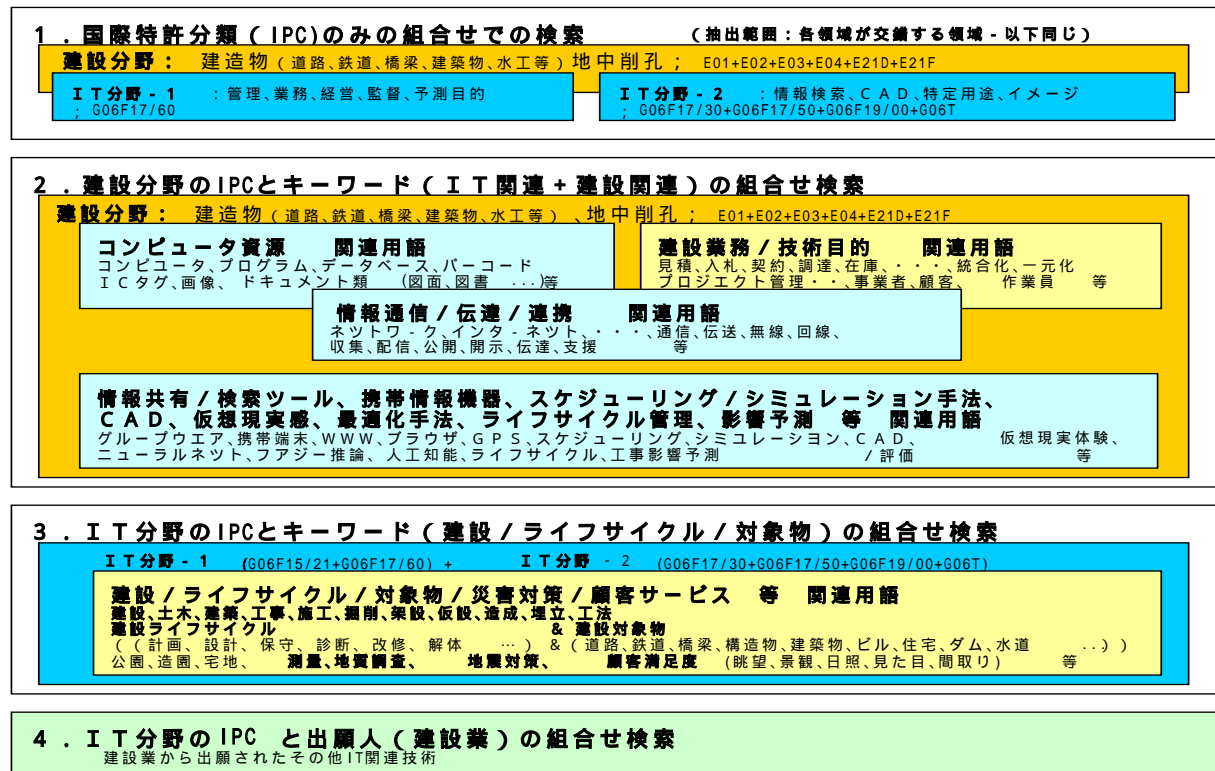 1．国際特許分類（IPC)のみの組合せでの検索　（抽出範囲：各領域が交錯する領域－以下同じ）
建設分野：　建造物（道路、鉄道、橋梁、建築物、水工等）地中削孔； E01+E02+E03+E04+E21D+E21F
ＩＴ分野－1　：管理、業務、経営、監督、予測目的
；G06F17/60
ＩＴ分野－2　：情報検索、ＣＡＤ、特定用途、イメージ
；G06F17/30+G06F17/50+G06F19/00+G06T
2．建設分野のIPCとキーワード（ＩＴ関連＋建設関連）の組合せ検索
建設分野：　建造物（道路、鉄道、橋梁、建築物、水工等）、地中削孔； E01+E02+E03+E04+E21D+E21F
コンピュータ資源　関連用語
コンピユータ、プログラム、データベース、バーコード
ＩＣタグ、画像、ドキュメント類　（図面、図書 ...）等
建設業務／技術目的　関連用語
見積、入札、契約、調達、在庫、・・・、統合化、一元化
プロジエクト管理・・、事業者、顧客、　作業員　等
情報通信／伝達／連携　関連用語
ネツトワ－ク、インタ－ネツト、・・・、通信、伝送、無線、回線、
収集、配信、公開、開示、伝達、支援　等
情報共有／検索ツール、携帯情報機器、スケジューリング／シミュレーション手法、
ＣＡＤ、仮想現実感、最適化手法、ライフサイクル管理、影響予測　等　関連用語
グループウエア、携帯端末、WWW、ブラウザ、ＧＰＳ、スケジューリング、シミユレーシヨン、ＣＡＤ、　仮想現実体験、
ニューラルネット、フアジー推論、人工知能、ライフサイクル、工事影響予測　／評価　等
3．ＩＴ分野のIPCとキーワード（建設／ライフサイクル／対象物）の組合せ検索
ＩＴ分野－1　(G06F15/21+G06F17/60) +　ＩＴ分野－2　(G06F17/30+G06F17/50+G06F19/00+G06T)
建設／ライフサイクル／対象物／災害対策／顧客サービス　等　関連用語
建設、土木、建築、工事、施工、掘削、架設、仮設、造成、埋立、工法
建設ライフサイクル　＆ 建設対象物
（（計画、設計、保守、診断、改修、解体　…）＆（道路、鉄道、橋梁、構造物、建築物、ビル、住宅、ダム、水道　...））
公園、造園、宅地、　測量、地質調査、　地震対策、　顧客満足度　（眺望、景観、日照、見た目、間取り）　等
4．ＩＴ分野のIPC と出願人（建設業）の組合せ検索
建設業から出願されたその他IT関連技術